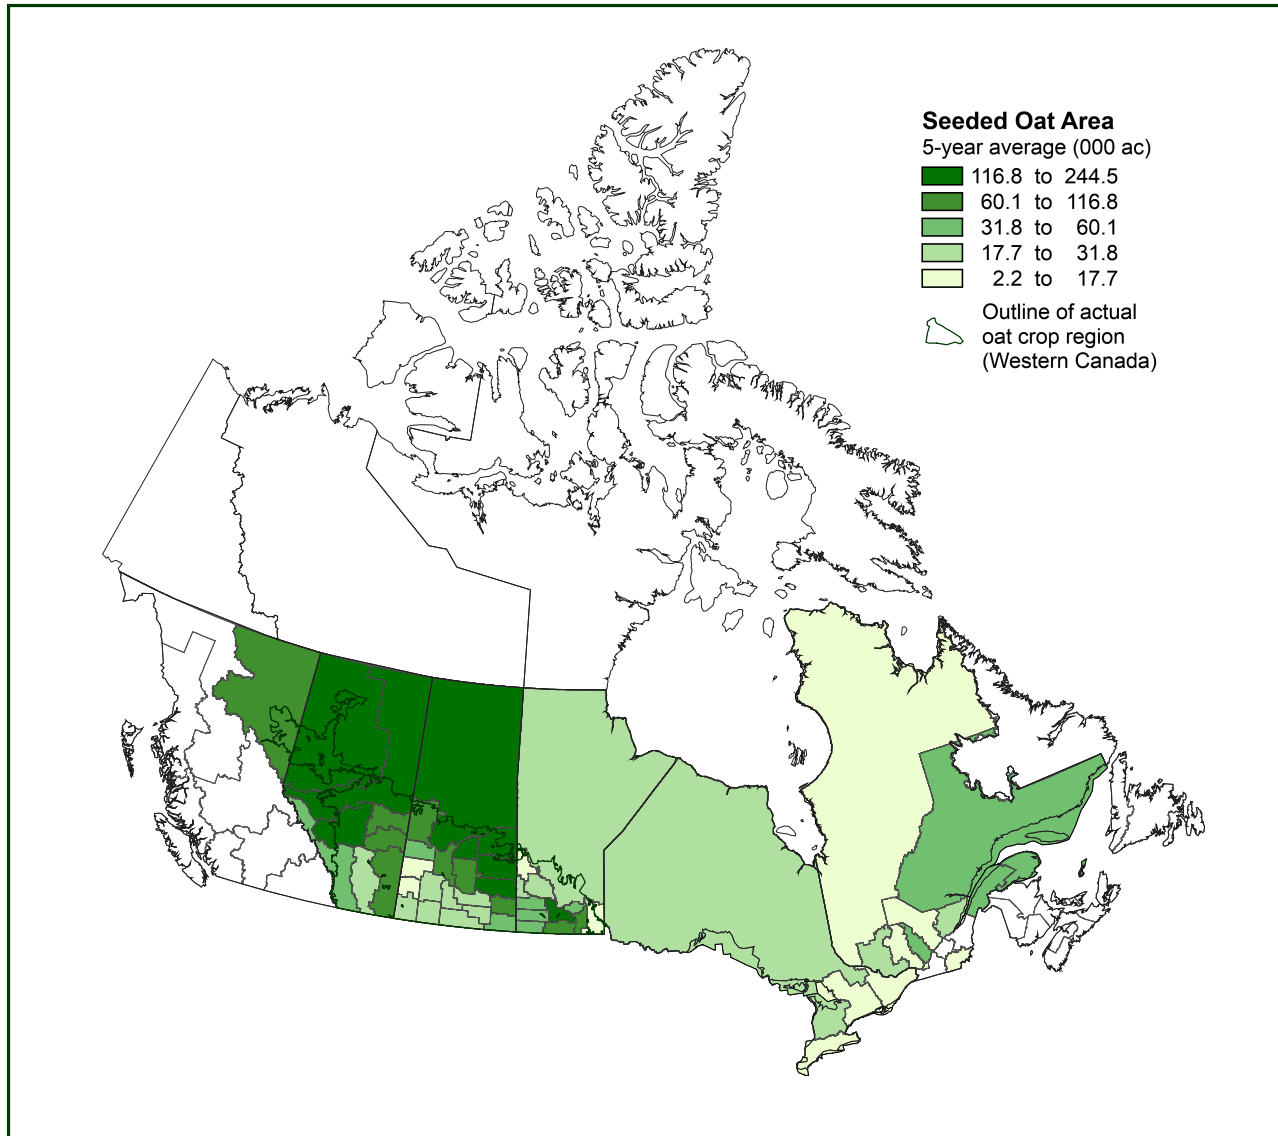 Seeded Oat Area
5-year average (000 ac)
116.8 to 244.5
60.1 to 116.8
31.8 to 60.1
17.7 to 31.8
2.2 to 17.7
Outline of actual
oat crop region
(Western Canada)